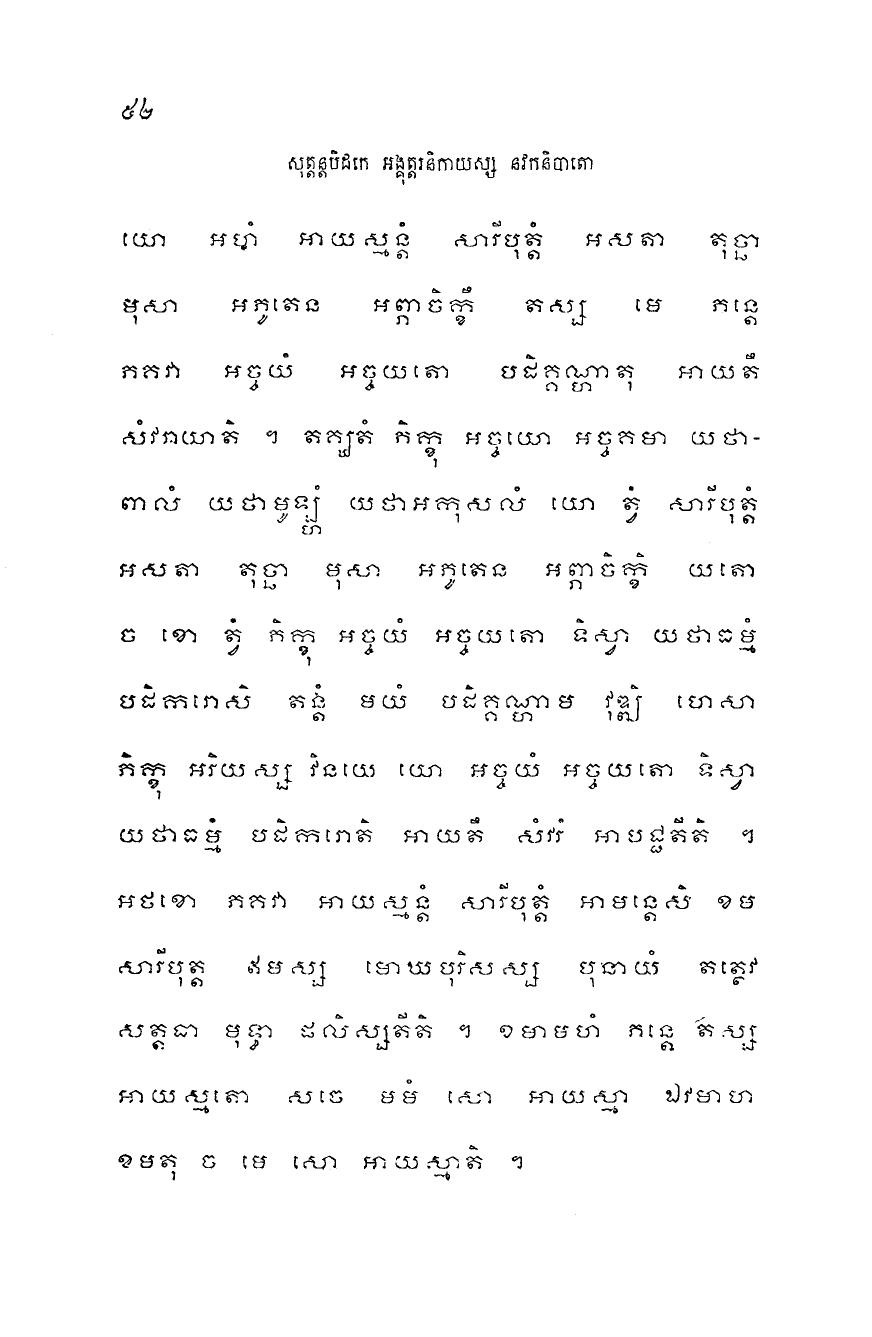 ៥២
សុត្តន្តបិដកេ អង្គុត្តរនិកាយស្ស នវកនិបាតោ
យោ អហំ អាយស្មន្តំ សារីបុត្តំ អសតា តុច្ឆា
មុសា អភូតេន អព្ភាចិក្ខឹ តស្ស មេ ភន្តេ
ភគវា អច្ចយំ អច្ចយតោ បដិគ្គណ្ហាតុ អាយតឹ
សំវរាយាតិ ។ តគ្ឃតំ ភិក្ខុ អច្ចយោ អច្ចគមា យថា-
ពាលំ យថាមូឡ្ហំ យថាអកុសលំ យោ ត្វំ សារីបុត្តំ
អសតា តុច្ឆា មុសា អភូតេន អព្ភាចិក្ខិ យតោ
ច ខោ ត្វំ ភិក្ខុ អច្ចយំ អច្ចយតោ ទិស្វា យថាធម្មំ
បដិករោសិ តន្តំ មយំ បដិគ្គណ្ហាម វុឌ្ឍិ ហេសា
ភិក្ខុ អរិយស្ស វិនយេ យោ អច្ចយំ អច្ចយតោ ទិស្វា
យថាធម្មំ បដិករោតិ អាយតឹ សំវរំ អាបជ្ជតីតិ ។
អថខោ ភគវា អាយស្មន្តំ សារីបុត្តំ អាមន្តេសិ ខម
សារីបុត្ត ឥមស្ស មោឃបុរិសស្ស បុនាយំ តត្ថេវ
សត្តធា មុទ្ធា ផលិស្សតីតិ ។ ខមាមហំ ភន្តេ តស្ស
អាយស្មតោ សចេ មមំ សោ អាយស្មា ឯវមាហ
ខមតុ ច មេ សោ អាយស្មាតិ ។